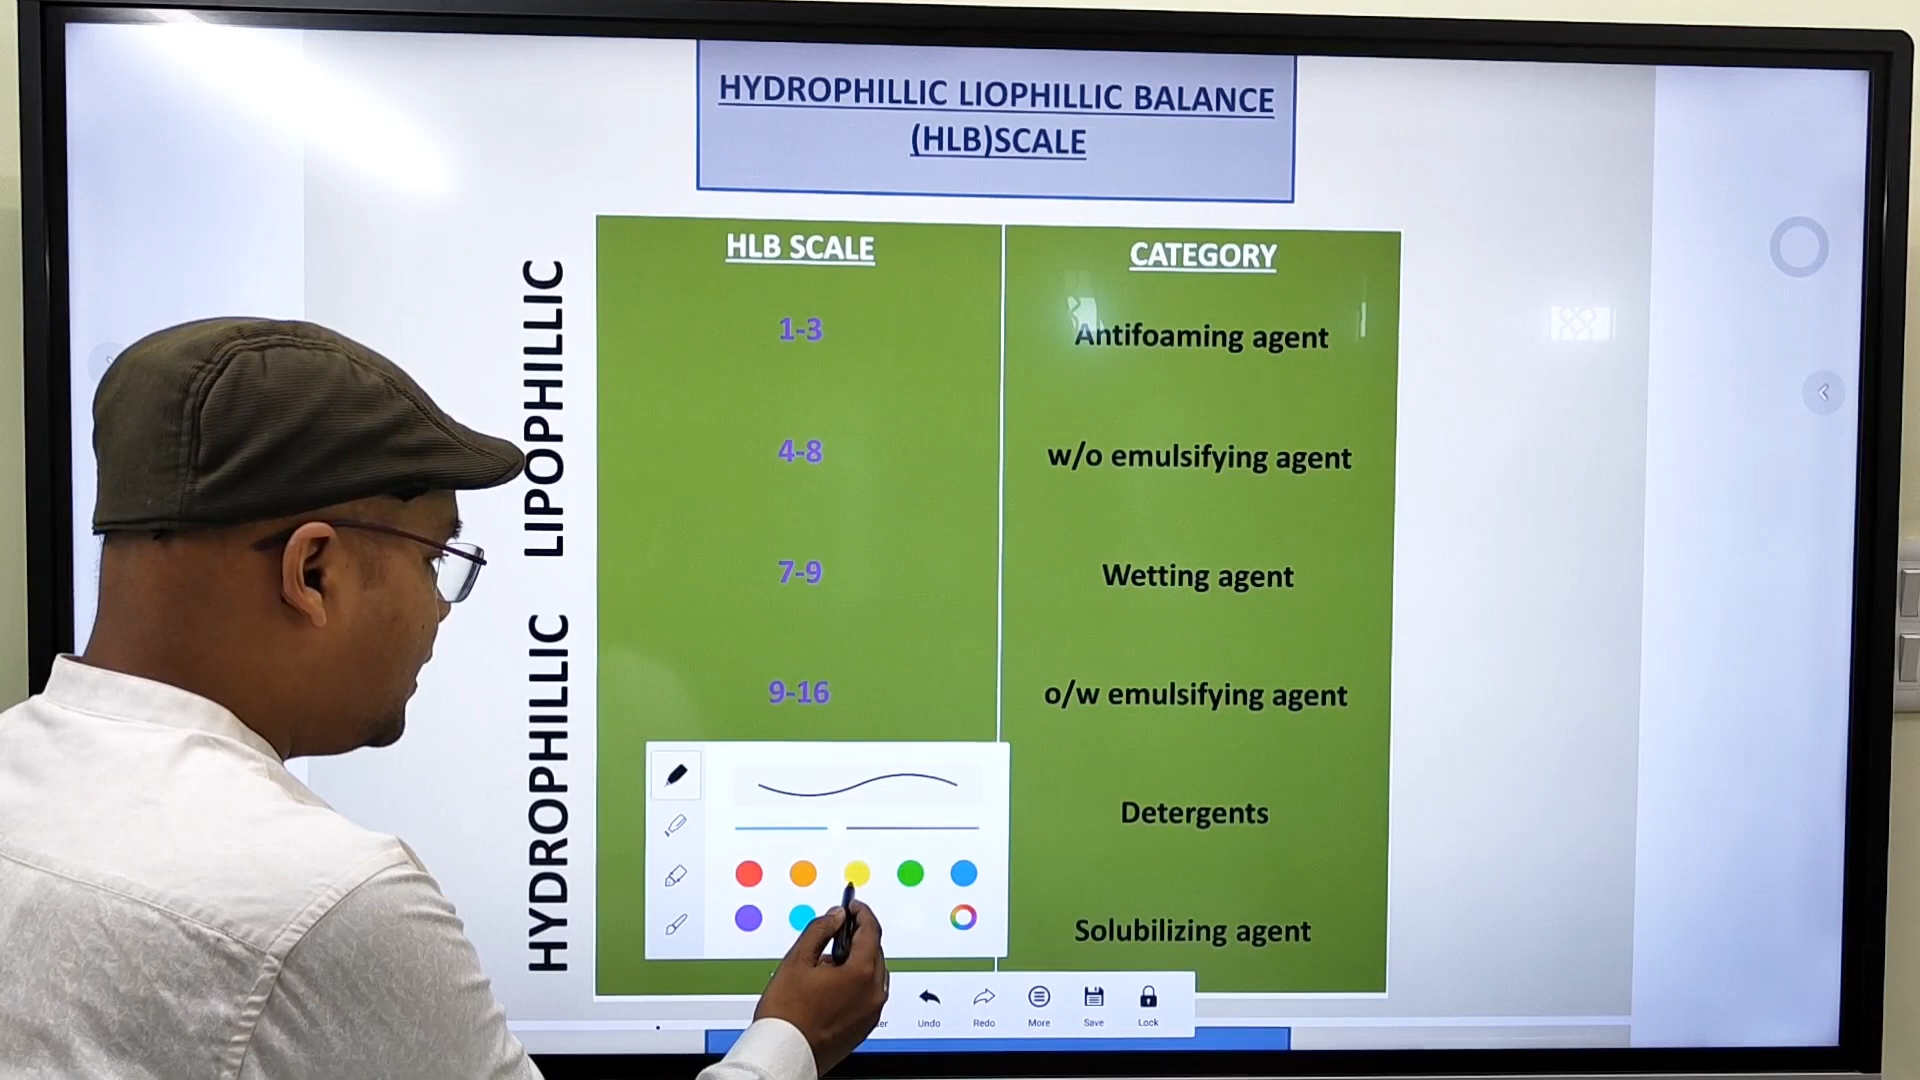 HYDROPHILLIC LIOPHILLIC BALANCE
(HLB)SCALE
HLB SCALE
CATEGORY
1-3
Antifoaming agent
4-8
w/o emulsifying agent
7-9
Wetting agent
9-16
o/w emulsifying agent
Detergents
Solubilizing agent
LIPOPHILLIC
HYDROPHILLIC
Undo
Redo
More
Save
Lock